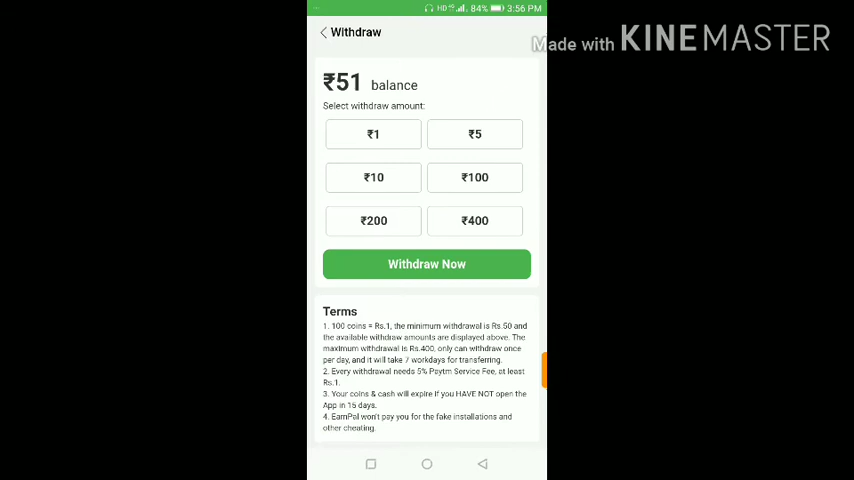 HD 4G 84% 3:56 PM
Withdraw
Made with KINEMASTER
₹51 balance
Select withdraw amount:
₹1 ₹5
₹10 ₹100
₹200 ₹400
Withdraw Now
Terms
1. 100 coins = Rs.1, the minimum withdrawal is Rs.50 and
the available withdraw amounts are displayed above. The
maximum withdrawal is Rs.400, only can withdraw once
per day, and it will take 7 workdays for transferring.
2. Every withdrawal needs 5% Paytm Service Fee, at least
Rs.1.
3. Your coins & cash will expire if you HAVE NOT open the
App in 15 days.
4. EarnPal won't pay you for the fake installations and
other cheating.